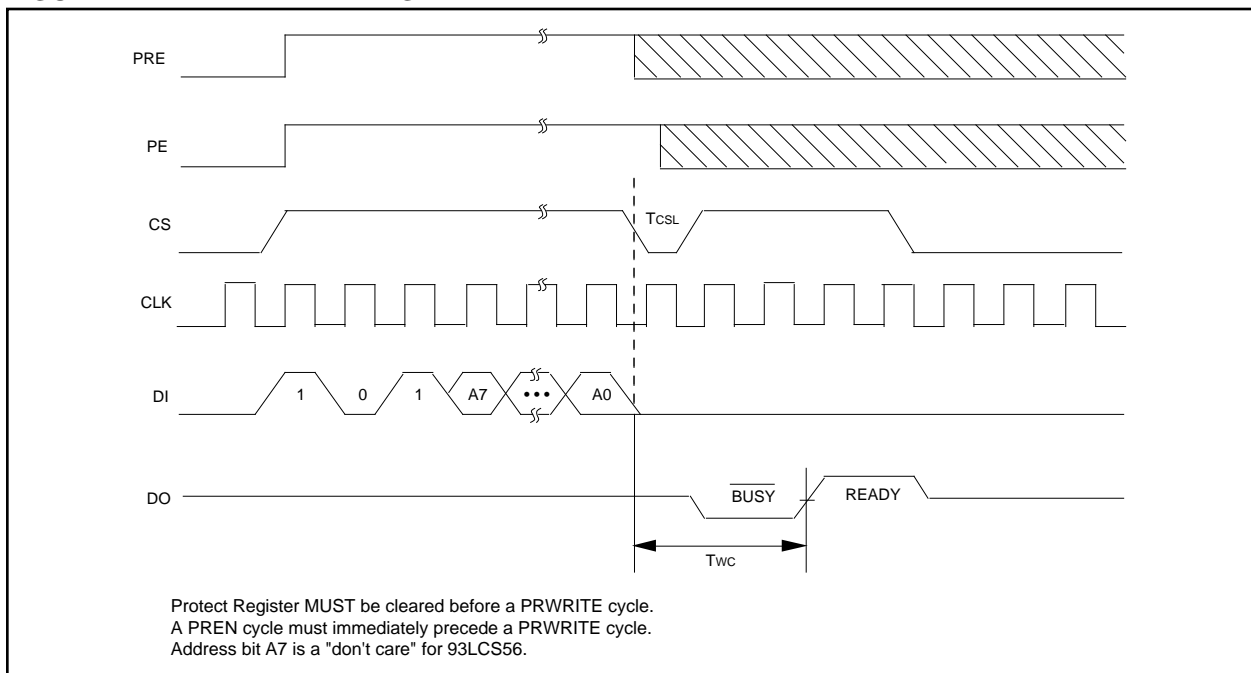 PRE
PE
CS
TCSL
CLK
DI
1 0 1 A7 ••• A0
DO
BUSY
READY
TWC
Protect Register MUST be cleared before a PRWRITE cycle.
A PREN cycle must immediately precede a PRWRITE cycle.
Address bit A7 is a "don't care" for 93LCS56.